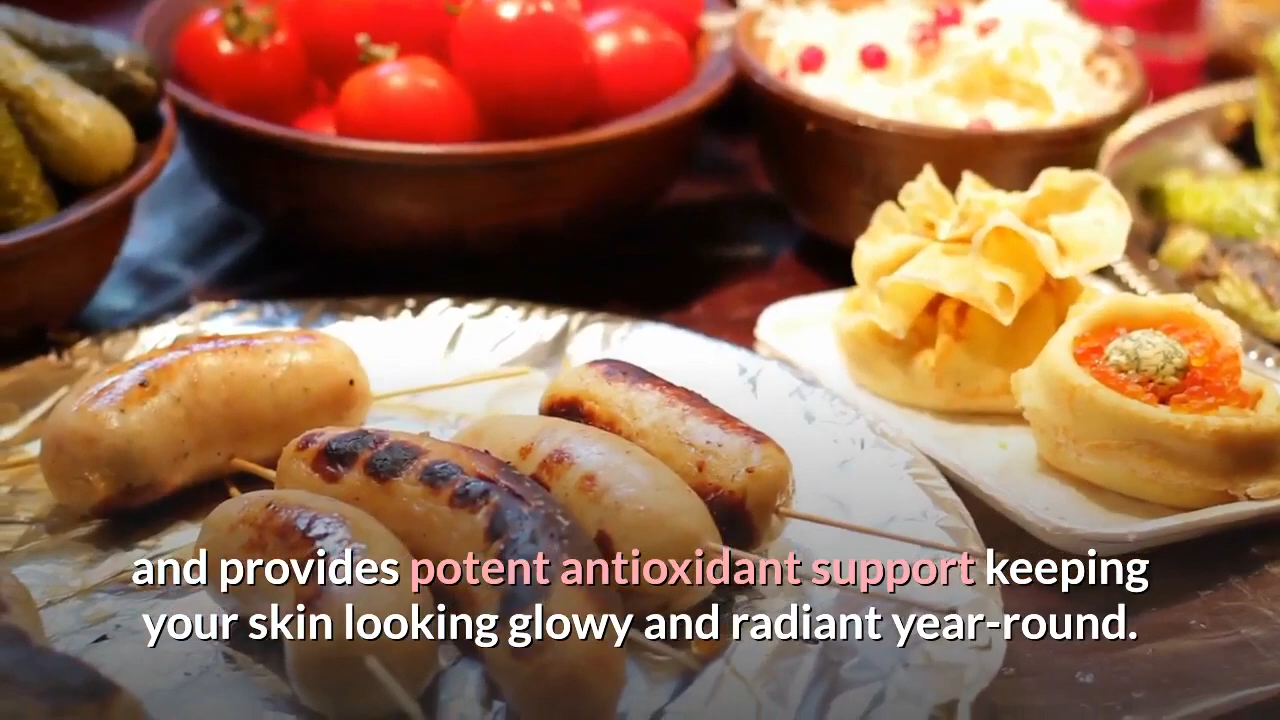 and provides potent antioxidant support keeping
your skin looking glowy and radiant year-round.